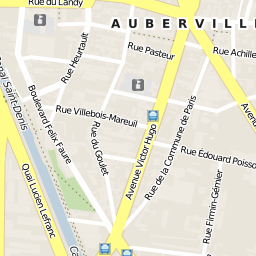 Rue du Landy
AUBERVILLE
Rue Pasteur
Rue Achille
Rue Heurtault
Canal Saint-Denis
Boulevard Félix Faure
Rue Villebois-Mareuil
Rue du Goulet
Avenue Victor Hugo
Rue de la Commune de Paris
Rue Édouard Poisso
Quai Lucien Lefranc
Rue Firmin-Gémier
Ca